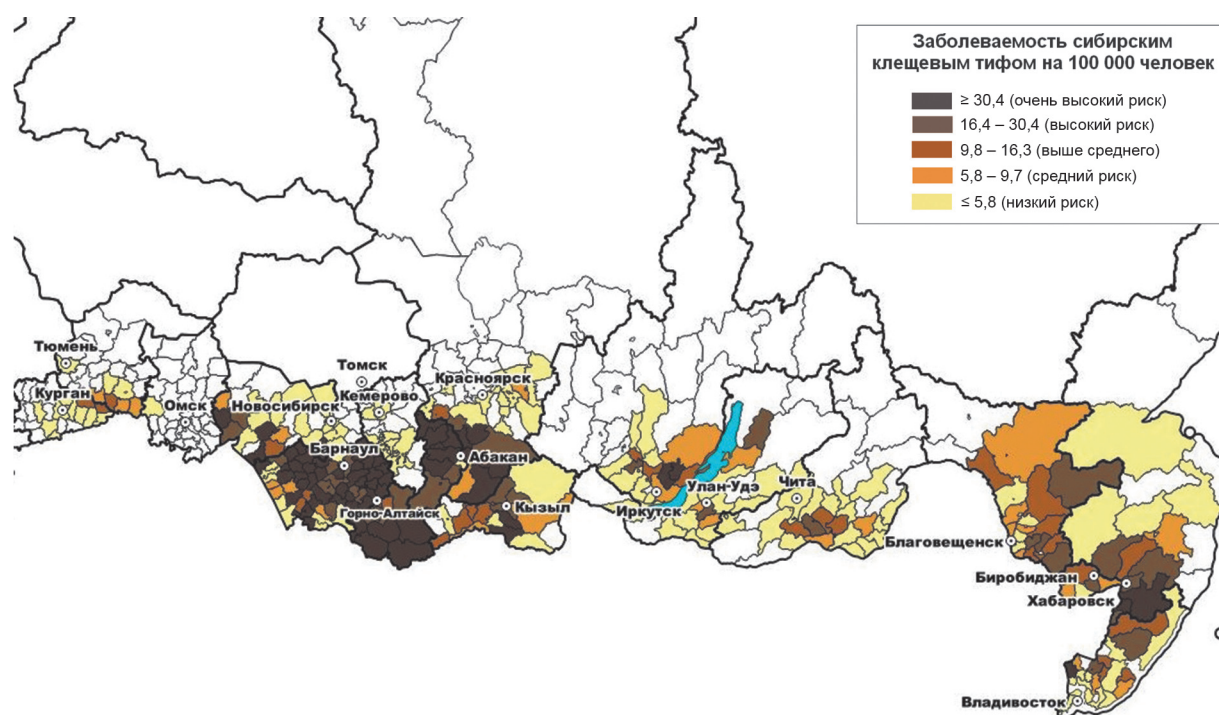 Заболеваемость сибирским
клещевым тифом на 100 000 человек
≥ 30,4 (очень высокий риск)
16,4 – 30,4 (высокий риск)
9,8 – 16,3 (выше среднего)
5,8 – 9,7 (средний риск)
≤ 5,8 (низкий риск)
Тюмень
Томск
Курган
Красноярск
Кемерово
Омск
Новосибирск
Барнаул
Абакан
Улан-Удэ
Чита
Кызыл
Горно-Алтайск
Иркутск
Благовещенск
Биробиджан
Хабаровск
Владивосток